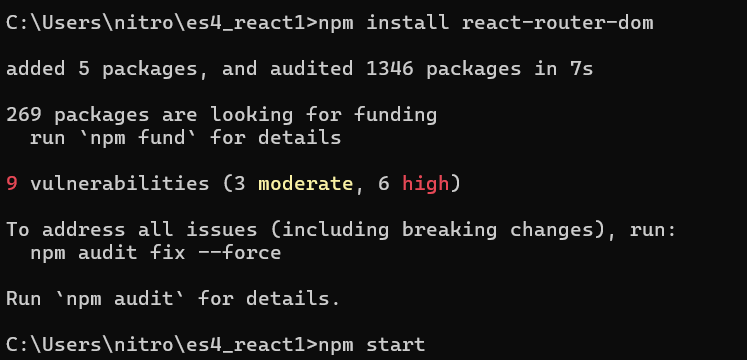 C:\Users\nitro\es4_react1>npm install react-router-dom
added 5 packages, and audited 1346 packages in 7s
269 packages are looking for funding
run `npm fund` for details
9 vulnerabilities (3 moderate, 6 high)
To address all issues (including breaking changes), run:
npm audit fix --force
Run `npm audit` for details.
C:\Users\nitro\es4_react1>npm start